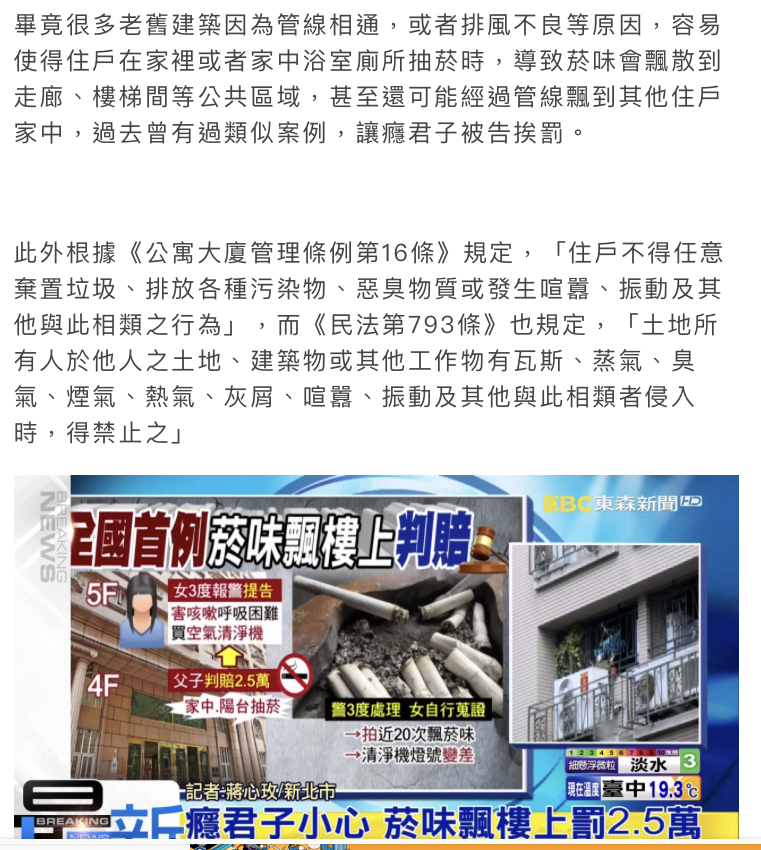 畢竟很多老舊建築因為管線相通，或者排風不良等原因，容易
使得住戶在家裡或者家中浴室廁所抽菸時，導致菸味會飄散到
走廊、樓梯間等公共區域，甚至還可能經過管線飄到其他住戶
家中，過去曾有過類似案例，讓癮君子被告挨罰。
此外根據《公寓大廈管理條例第16條》規定，「住戶不得任意
棄置垃圾、排放各種污染物、惡臭物質或發生喧囂、振動及其
他與此相類之行為」，而《民法第793條》也規定，「土地所
有人於他人之土地、建築物或其他工作物有瓦斯、蒸氣、臭
氣、煙氣、熱氣、灰屑、喧囂、振動及其他與此相類者侵入
時，得禁止之」
BREAKING
NEWS
EBC東森新聞HD
全國首例菸味飄樓上判賠
5F
女3度報警提告
害咳嗽呼吸困難
買空氣清淨機
4F
父子判賠2.5萬
家中.陽台抽菸
警3度處理 女自行蒐證
→拍近20次飄菸味
→清淨機燈號變差
1 2 3 4 5 6 7 8 9 10
細懸浮微粒 淡水 3
現在溫度 臺中 19.3℃
記者:蔣心玫/新北市
BREAKING
NEWS
新
癮君子小心 菸味飄樓上罰2.5萬